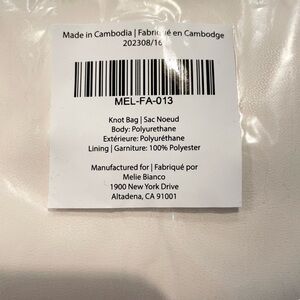 Made in Cambodia | Fabriqué en Cambodge
202308/16
MEL-FA-013
Knot Bag | Sac Noeud
Body: Polyurethane
Extérieure: Polyuréthane
Lining | Garniture: 100% Polyester
Manufactured for | Fabriqué por
Melie Bianco
1900 New York Drive
Altadena, CA 91001